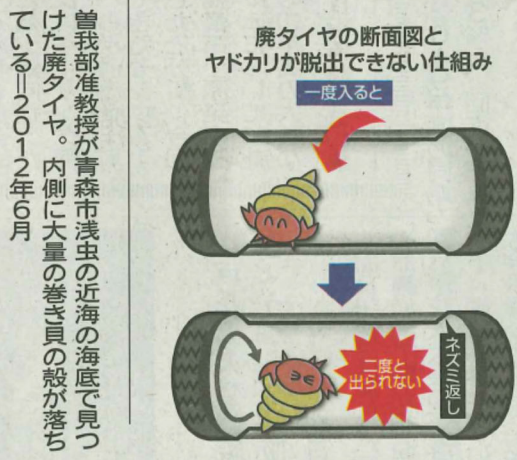 廃タイヤの断面図と
ヤドカリが脱出できない仕組み
一度入ると
二度と
出られない
ネズミ返し
曽我部准教授が青森市浅虫の近海の海底で見つ
けた廃タイヤ。内側に大量の巻き貝の殻が落ち
ている＝2012年6月